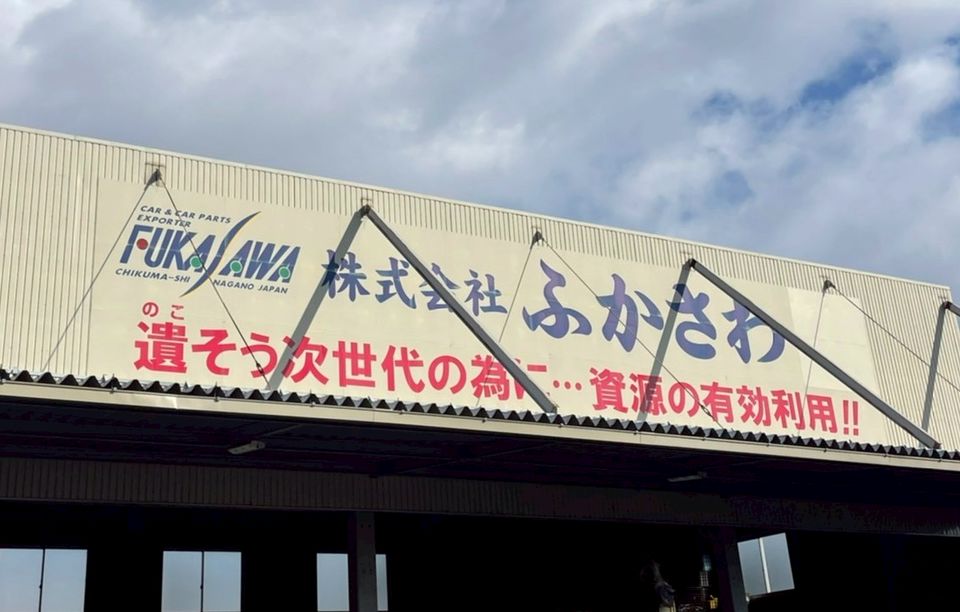 CAR & CAR PARTS
EXPORTER
FUKASAWA
CHIKUMA-SHI NAGANO JAPAN
株式会社 ふかさわ
のこ
遺そう次世代の為に…資源の有効利用!!